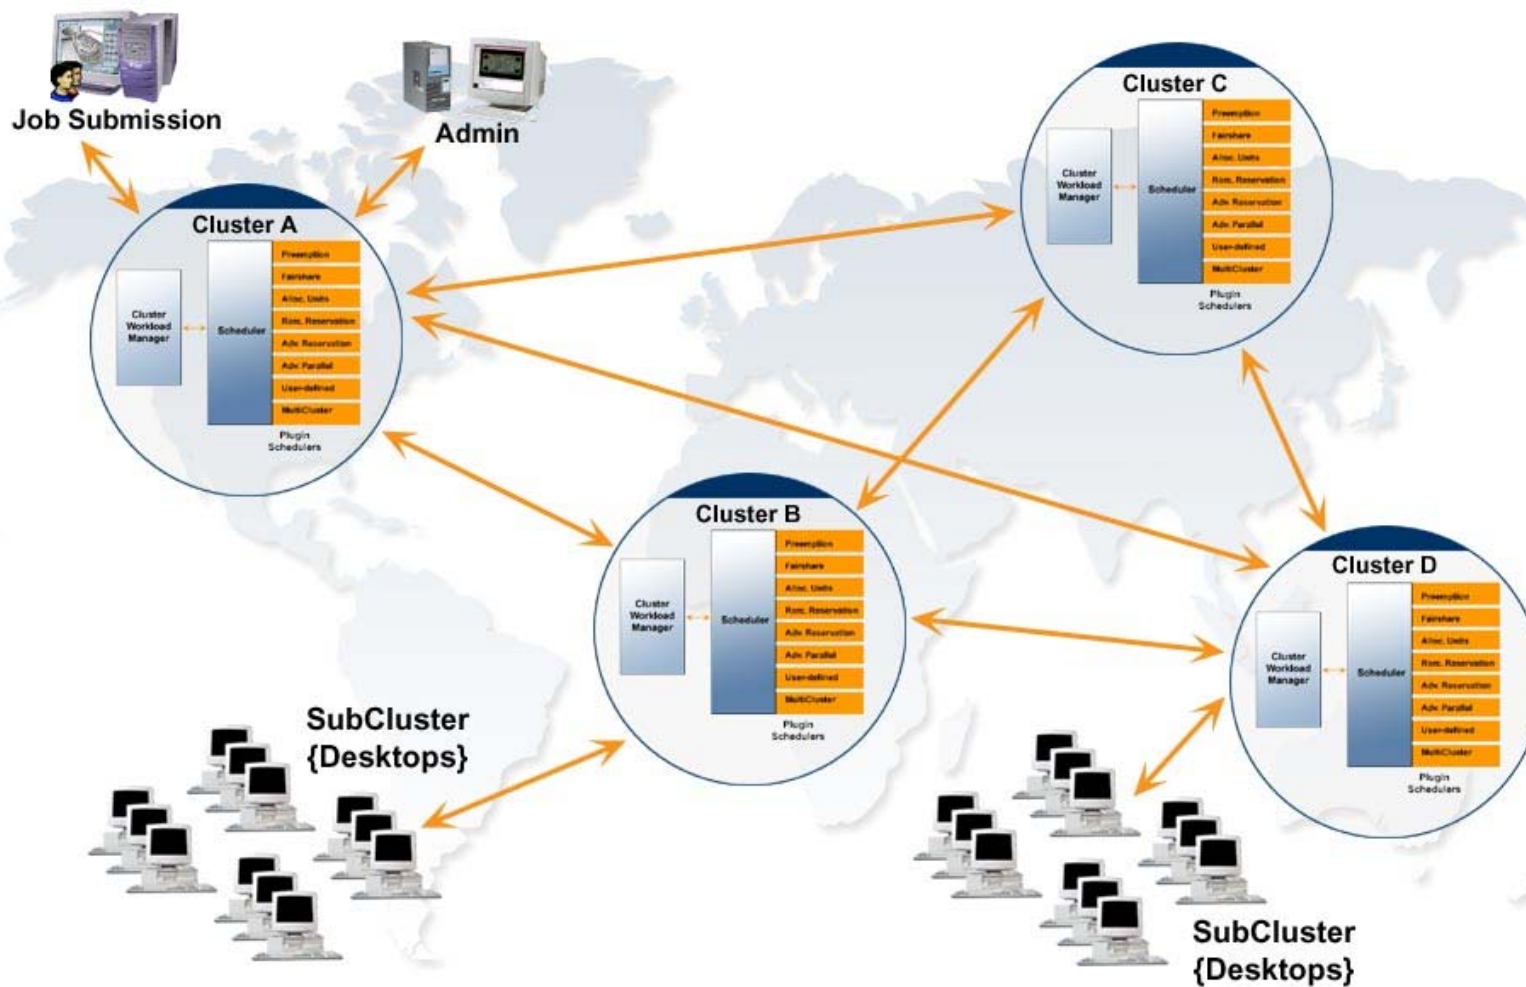 Job Submission
Admin
Cluster A
Cluster
Workload
Manager
Scheduler
Preemption
Fairshare
Alloc. Units
Resc. Reservation
Adv. Reservation
Adv. Parallel
User-defined
MultiCluster
Plugin
Schedulers
Cluster C
Cluster
Workload
Manager
Scheduler
Preemption
Fairshare
Alloc. Units
Resc. Reservation
Adv. Reservation
Adv. Parallel
User-defined
MultiCluster
Plugin
Schedulers
Cluster B
Cluster
Workload
Manager
Scheduler
Preemption
Fairshare
Alloc. Units
Resc. Reservation
Adv. Reservation
Adv. Parallel
User-defined
MultiCluster
Plugin
Schedulers
Cluster D
Cluster
Workload
Manager
Scheduler
Preemption
Fairshare
Alloc. Units
Resc. Reservation
Adv. Reservation
Adv. Parallel
User-defined
MultiCluster
Plugin
Schedulers
SubCluster
{Desktops}
SubCluster
{Desktops}